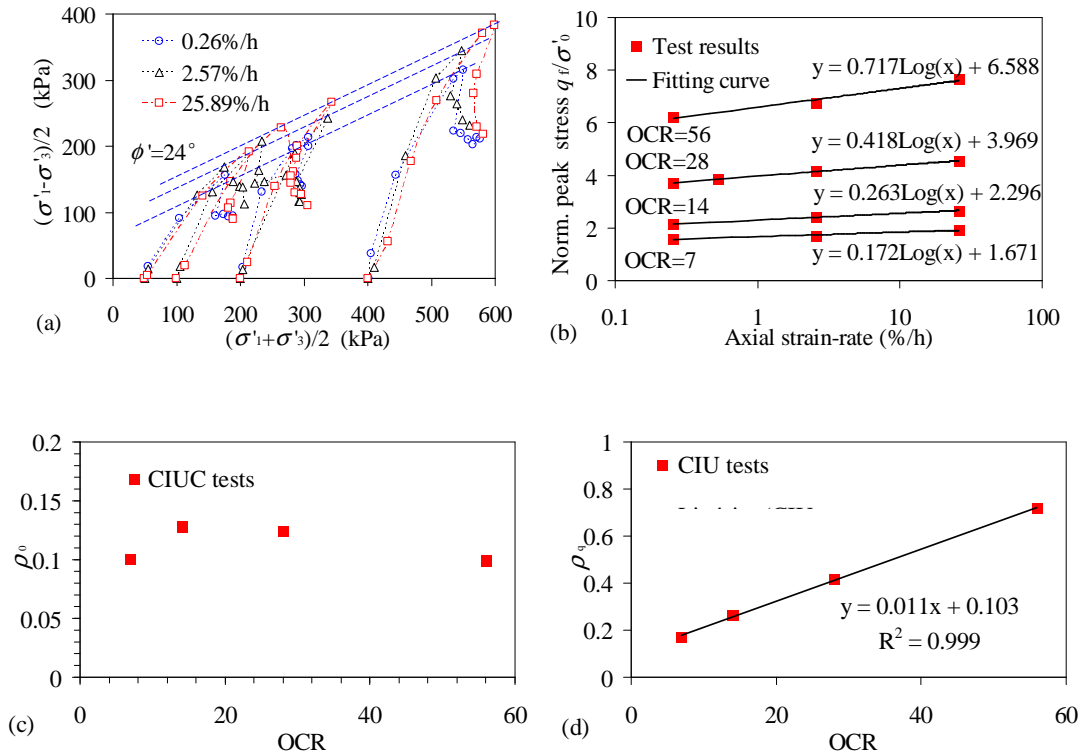 400
300
200
100
0
0 100 200 300 400 500 600
(σ'1-σ'3)/2 (kPa)
(σ'1+σ'3)/2 (kPa)
0.26%/h
2.57%/h
25.89%/h
ϕ'=24°
(a)
10
8
6
4
2
0
0.1 1 10 100
Norm. peak stress qf/σ'0
Axial strain-rate (%/h)
Test results
Fitting curve
y = 0.717Log(x) + 6.588
OCR=56
y = 0.418Log(x) + 3.969
OCR=28
y = 0.263Log(x) + 2.296
OCR=14
y = 0.172Log(x) + 1.671
OCR=7
(b)
0.2
0.15
0.1
0.05
0
0 20 40 60
ρ0
OCR
CIUC tests
(c)
1
0.8
0.6
0.4
0.2
0
0 20 40 60
ρq
OCR
CIU tests
y = 0.011x + 0.103
R² = 0.999
(d)